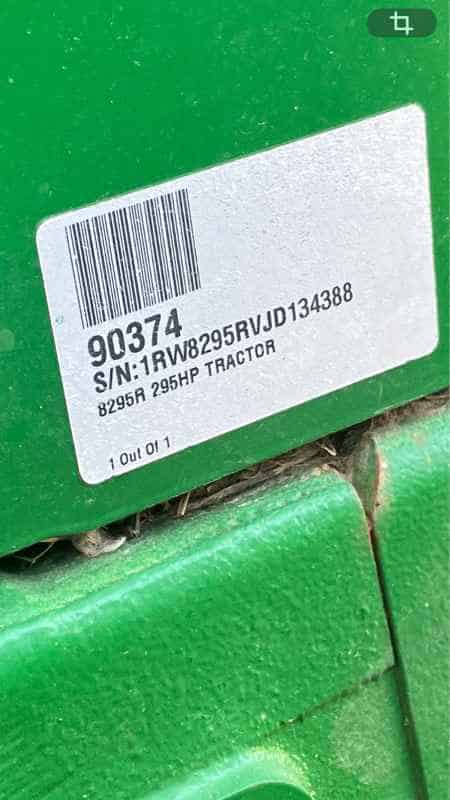 90374
S/N:1RW8295RVJD134388
8295R 295HP TRACTOR
1 Out Of 1